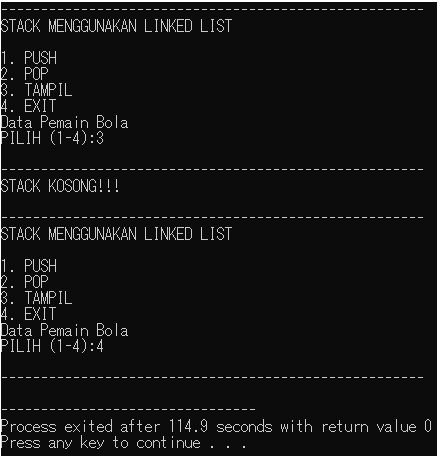 ----------------------------------------------------
STACK MENGGUNAKAN LINKED LIST
1. PUSH
2. POP
3. TAMPIL
4. EXIT
Data Pemain Bola
PILIH (1-4):3
----------------------------------------------------
STACK KOSONG!!!
----------------------------------------------------
STACK MENGGUNAKAN LINKED LIST
1. PUSH
2. POP
3. TAMPIL
4. EXIT
Data Pemain Bola
PILIH (1-4):4
----------------------------------------------------
--------------------------------
Process exited after 114.9 seconds with return value 0
Press any key to continue . . .